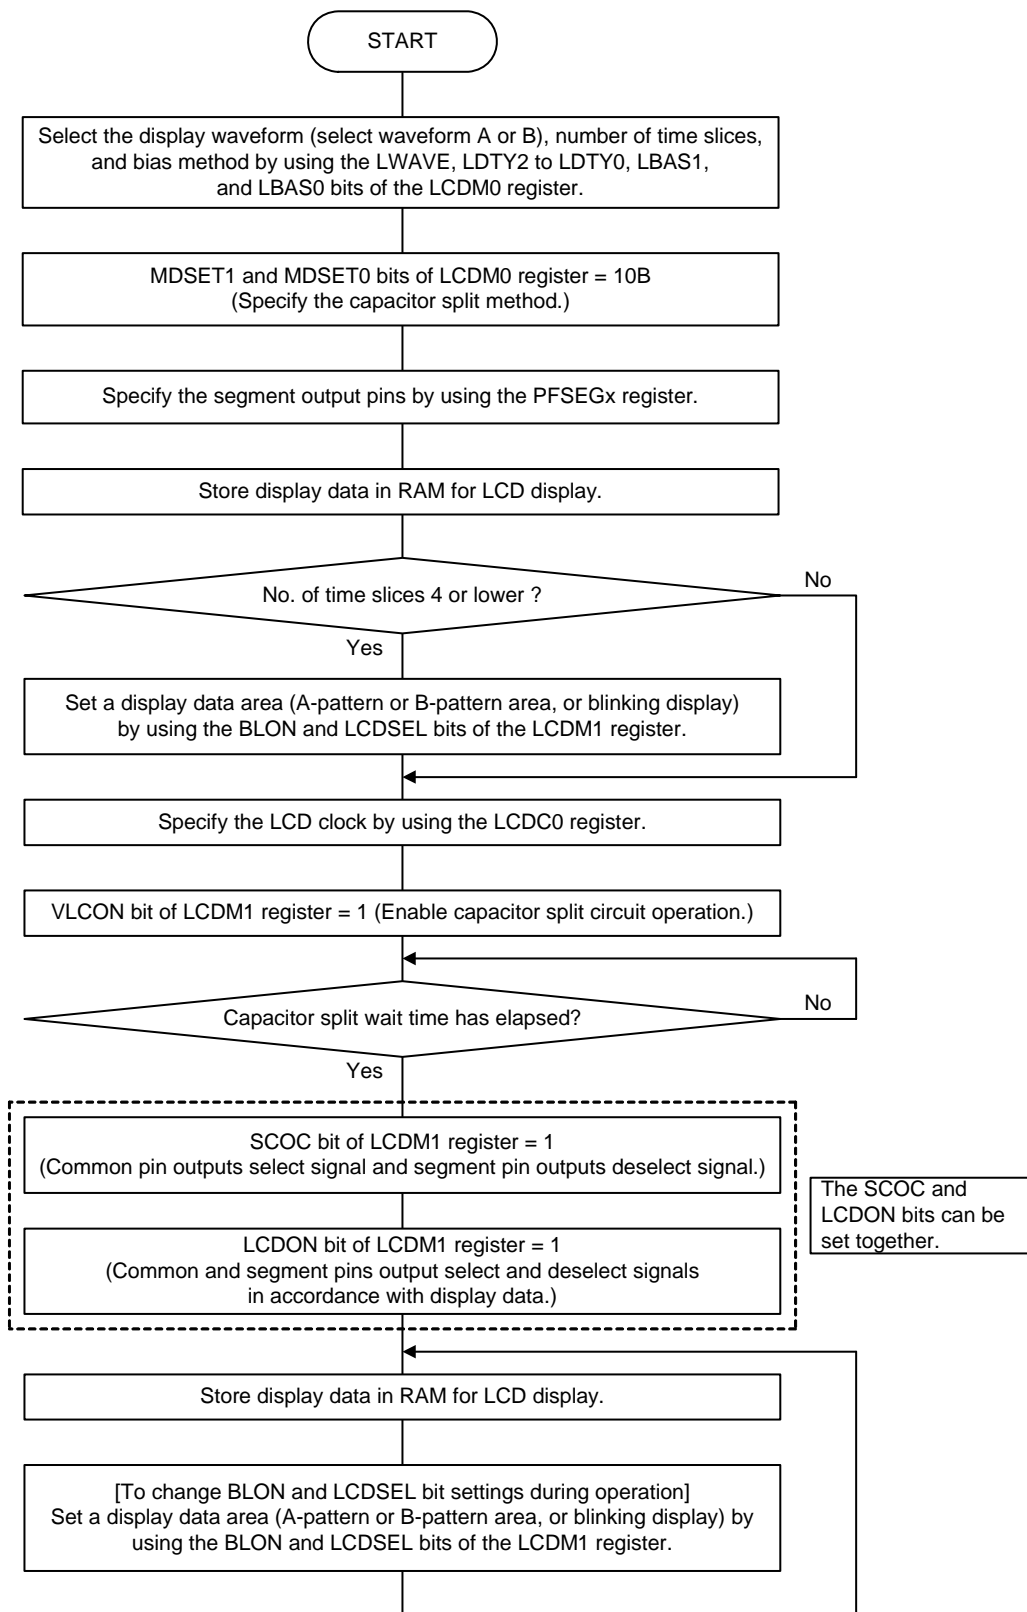 START
Select the display waveform (select waveform A or B), number of time slices,
and bias method by using the LWAVE, LDTY2 to LDTY0, LBAS1,
and LBAS0 bits of the LCDM0 register.
MDSET1 and MDSET0 bits of LCDM0 register = 10B
(Specify the capacitor split method.)
Specify the segment output pins by using the PFSEGx register.
Store display data in RAM for LCD display.
No. of time slices 4 or lower ?
No
Yes
Set a display data area (A-pattern or B-pattern area, or blinking display)
by using the BLON and LCDSEL bits of the LCDM1 register.
Specify the LCD clock by using the LCDC0 register.
VLCON bit of LCDM1 register = 1 (Enable capacitor split circuit operation.)
Capacitor split wait time has elapsed?
No
Yes
SCOC bit of LCDM1 register = 1
(Common pin outputs select signal and segment pin outputs deselect signal.)
The SCOC and
LCDON bits can be
set together.
LCDON bit of LCDM1 register = 1
(Common and segment pins output select and deselect signals
in accordance with display data.)
Store display data in RAM for LCD display.
[To change BLON and LCDSEL bit settings during operation]
Set a display data area (A-pattern or B-pattern area, or blinking display) by
using the BLON and LCDSEL bits of the LCDM1 register.